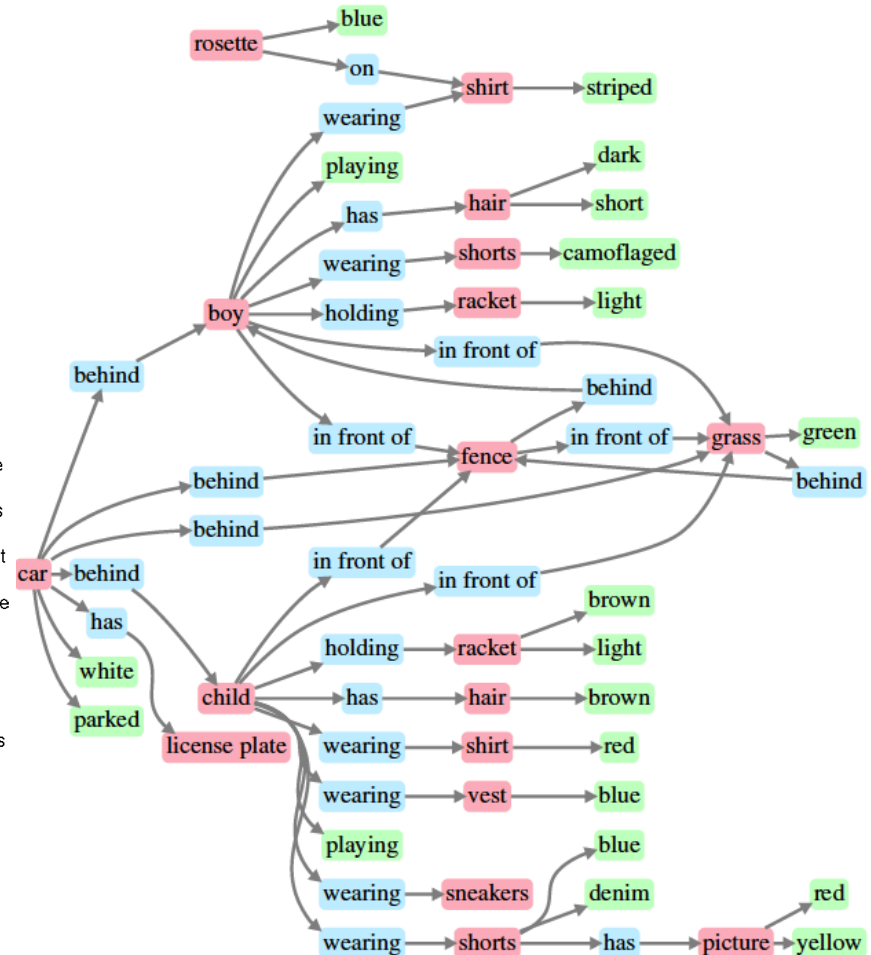 blue
rosette
on
shirt striped
wearing
dark
playing
hair short
has
shorts camoflaged
wearing
racket light
boy holding
in front of
behind behind
in front of in front of grass green
fence
e
behind behind
s
behind
t
in front of
car behind in front of
e brown
has
holding racket light
white
child has hair brown
parked
s license plate wearing shirt red
wearing vest blue
playing blue
wearing sneakers denim red
wearing shorts has picture yellow